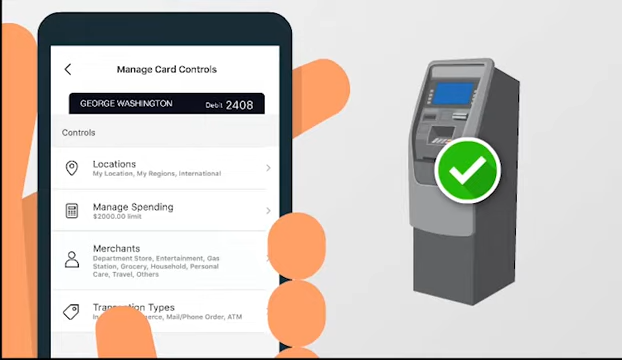 Manage Card Controls
GEORGE WASHINGTON Debit 2408
Controls
Locations
My Location, My Regions, International
Manage Spending
$2000.00 limit
Merchants
Department Store, Entertainment, Gas
Station, Grocery, Household, Personal
Care, Travel, Others
Types
Mail/Phone Order, ATM